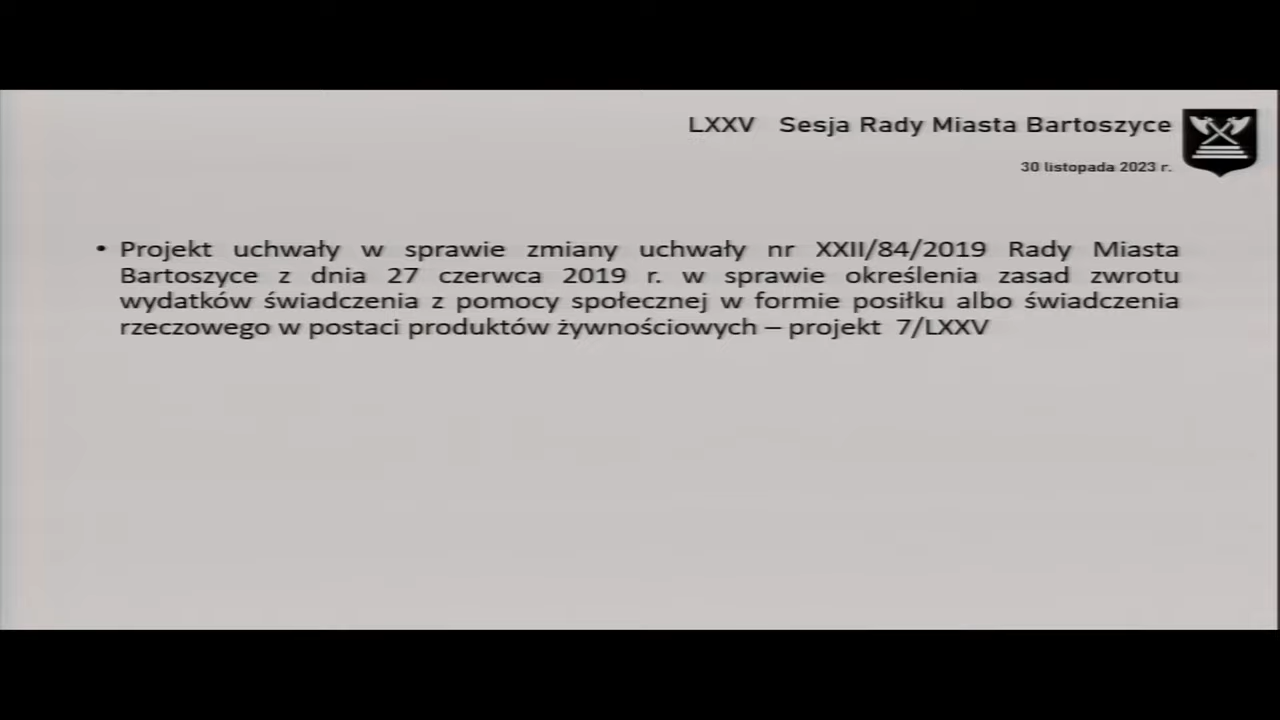 LXXV Sesja Rady Miasta Bartoszyce
30 listopada 2023 r.
• Projekt uchwały w sprawie zmiany uchwały nr XXII/84/2019 Rady Miasta
Bartoszyce z dnia 27 czerwca 2019 r. w sprawie określenia zasad zwrotu
wydatków świadczenia z pomocy społecznej w formie posiłku albo świadczenia
rzeczowego w postaci produktów żywnościowych – projekt 7/LXXV